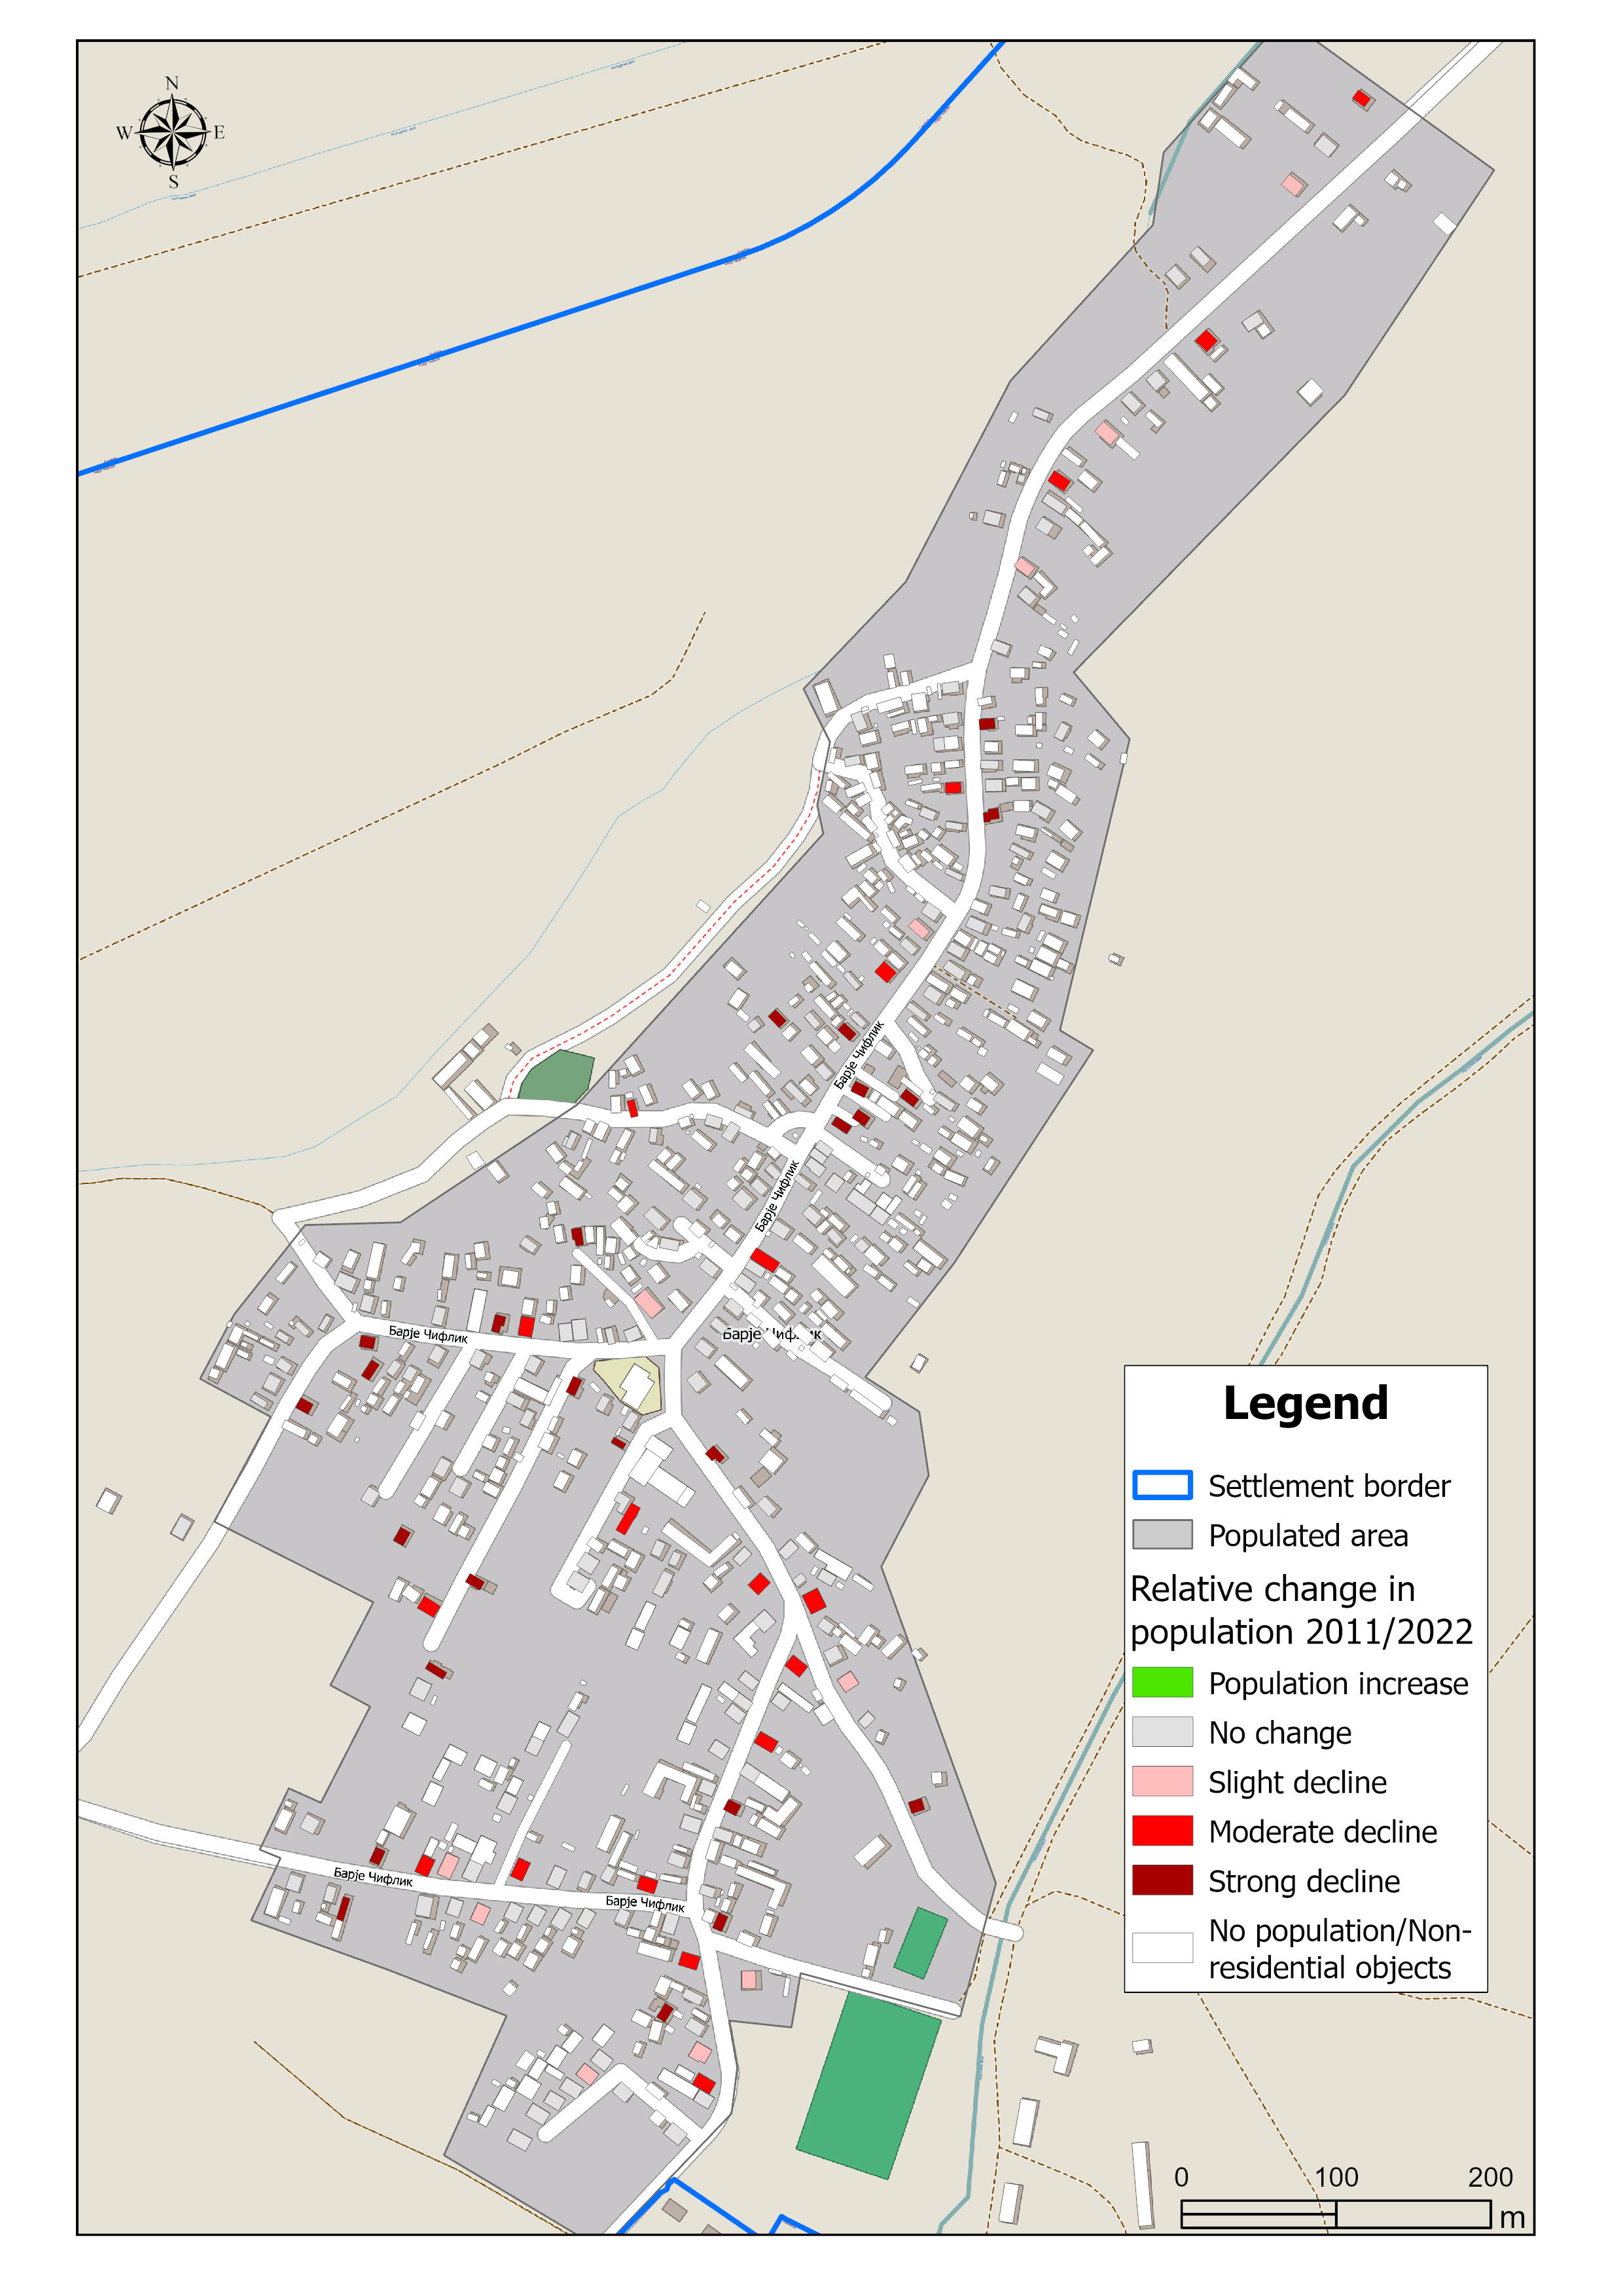 N
W E
S
Барје Чифлик
Барје Чифлик
Барје Чифлик
Барје Чифлик
Барје Чифлик
Барје Чифлик
Legend
Settlement border
Populated area
Relative change in
population 2011/2022
Population increase
No change
Slight decline
Moderate decline
Strong decline
No population/Non-
residential objects
0 100 200
m